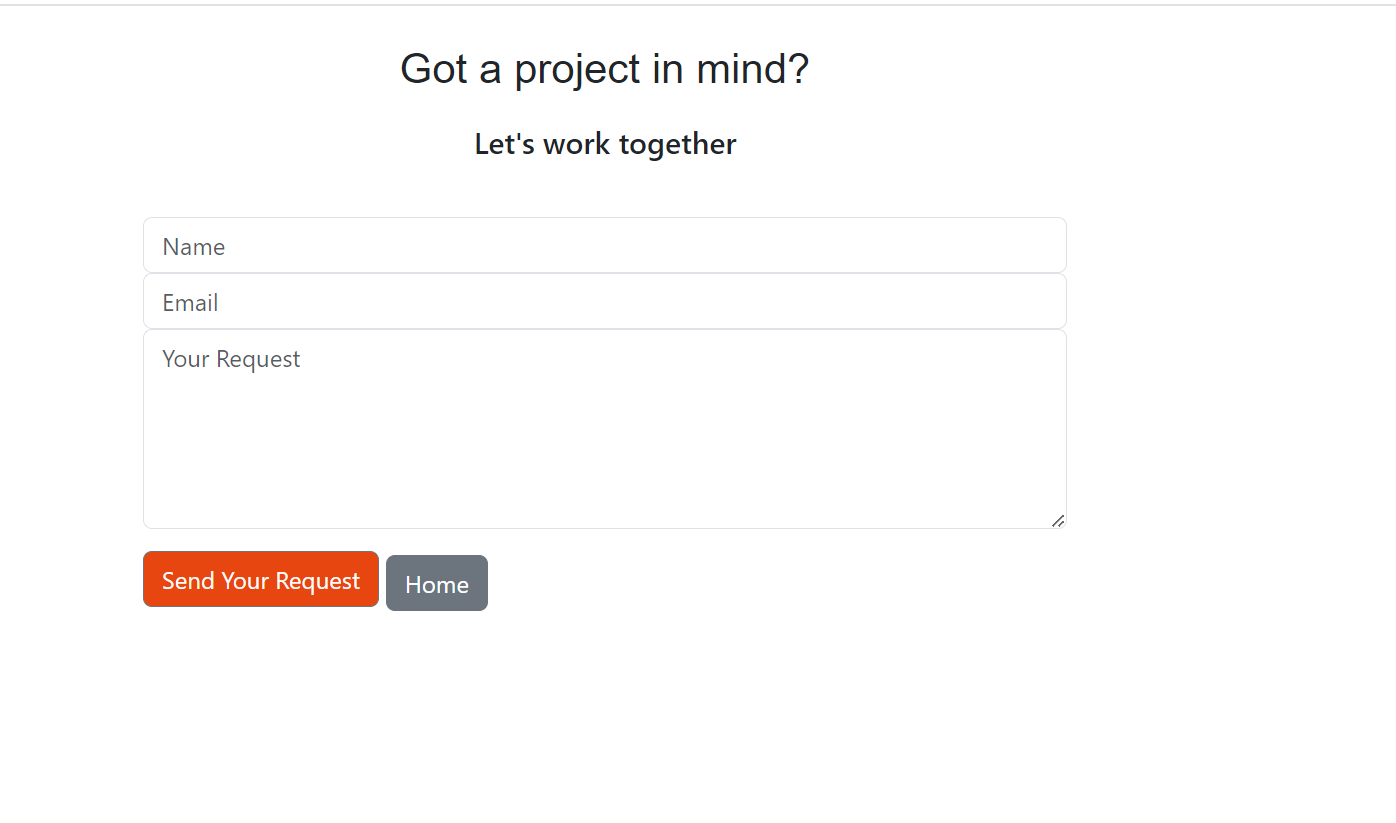 Got a project in mind?
Let's work together
Name
Email
Your Request
Send Your Request
Home